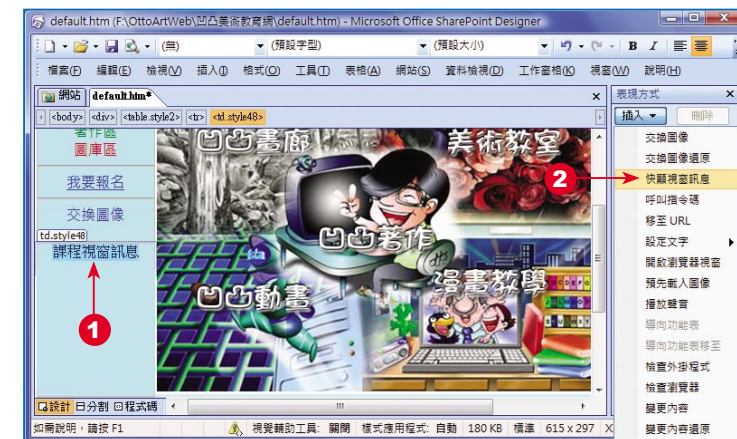 default.htm (F:\OttoArtWeb\凹凸美術教育網\default.htm) - Microsoft Office SharePoint Designer
(無) (預設字型) (預設大小) B I
檔案(F) 編輯(E) 檢視(V) 插入(I) 格式(O) 工具(T) 表格(A) 網站(S) 資料檢視(D) 工作窗格(K) 視窗(W) 說明(H)
網站 default.htm* ×
<body> <div> <table.style2> <tr> <td.style48>
著作區
圖庫區
我要報名
交換圖像
td.style48
課程視窗訊息
1
凹凸畫廊
美術教室
凹凸著作
凹凸動畫
漫畫教學
表現方式 ×
插入 刪除
交換圖像
交換圖像還原
2
快顯視窗訊息
呼叫指令碼
移至 URL
設定文字
開啟瀏覽器視窗
預先載入圖像
播放聲音
導向功能表
導向功能表移至
檢查外掛程式
檢查瀏覽器
變更內容
變更內容還原
設計 分割 程式碼
如需說明，請按 F1 視覺輔助工具: 關閉 樣式應用程式: 自動 180 KB 標準 615 x 297